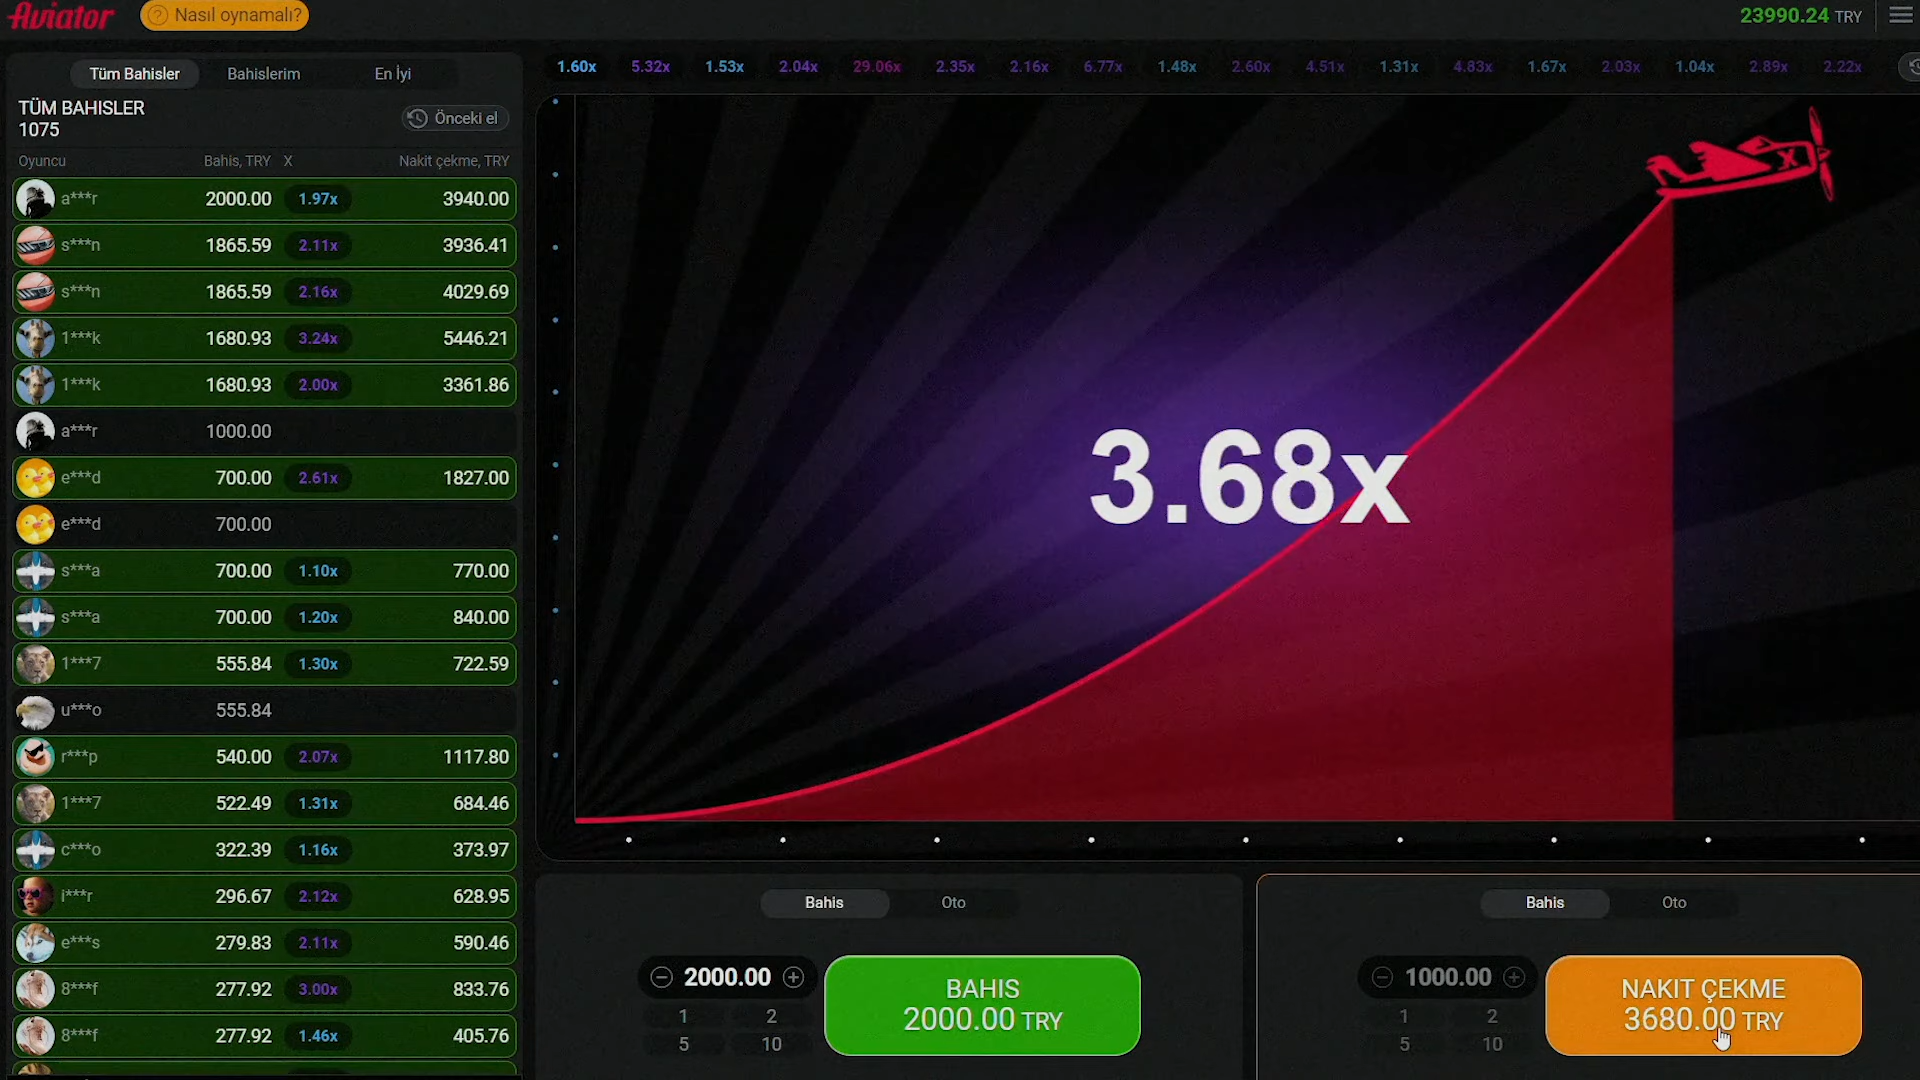 Aviator
? Nasıl oynamalı?
23990.24 TRY
Tüm Bahisler Bahislerim En İyi
TÜM BAHISLER
1075
Önceki el
Oyuncu Bahis, TRY X Nakit çekme, TRY
a***r 2000.00 1.97x 3940.00
s***n 1865.59 2.11x 3936.41
s***n 1865.59 2.16x 4029.69
1***k 1680.93 3.24x 5446.21
1***k 1680.93 2.00x 3361.86
a***r 1000.00
e***d 700.00 2.61x 1827.00
e***d 700.00
s***a 700.00 1.10x 770.00
s***a 700.00 1.20x 840.00
1***7 555.84 1.30x 722.59
u***o 555.84
r***p 540.00 2.07x 1117.80
1***7 522.49 1.31x 684.46
c***o 322.39 1.16x 373.97
i***r 296.67 2.12x 628.95
e***s 279.83 2.11x 590.46
8***f 277.92 3.00x 833.76
8***f 277.92 1.46x 405.76
1.60x 5.32x 1.53x 2.04x 29.06x 2.35x 2.16x 6.77x 1.48x 2.60x 4.51x 1.31x 4.83x 1.67x 2.03x 1.04x 2.89x 2.22x
X
3.68x
Bahis Oto
2000.00
1 2
5 10
BAHIS
2000.00 TRY
Bahis Oto
1000.00
1 2
5 10
NAKIT ÇEKME
3680.00 TRY